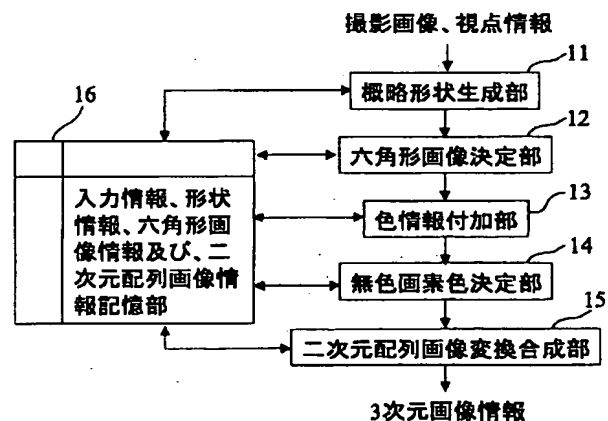 撮影画像、視点情報
11
概略形状生成部
16
12
六角形画像決定部
13
色情報付加部
入力情報、形状
情報、六角形画
像情報及び、二
次元配列画像情
報記憶部
14
無色画素色決定部
15
二次元配列画像変換合成部
3次元画像情報